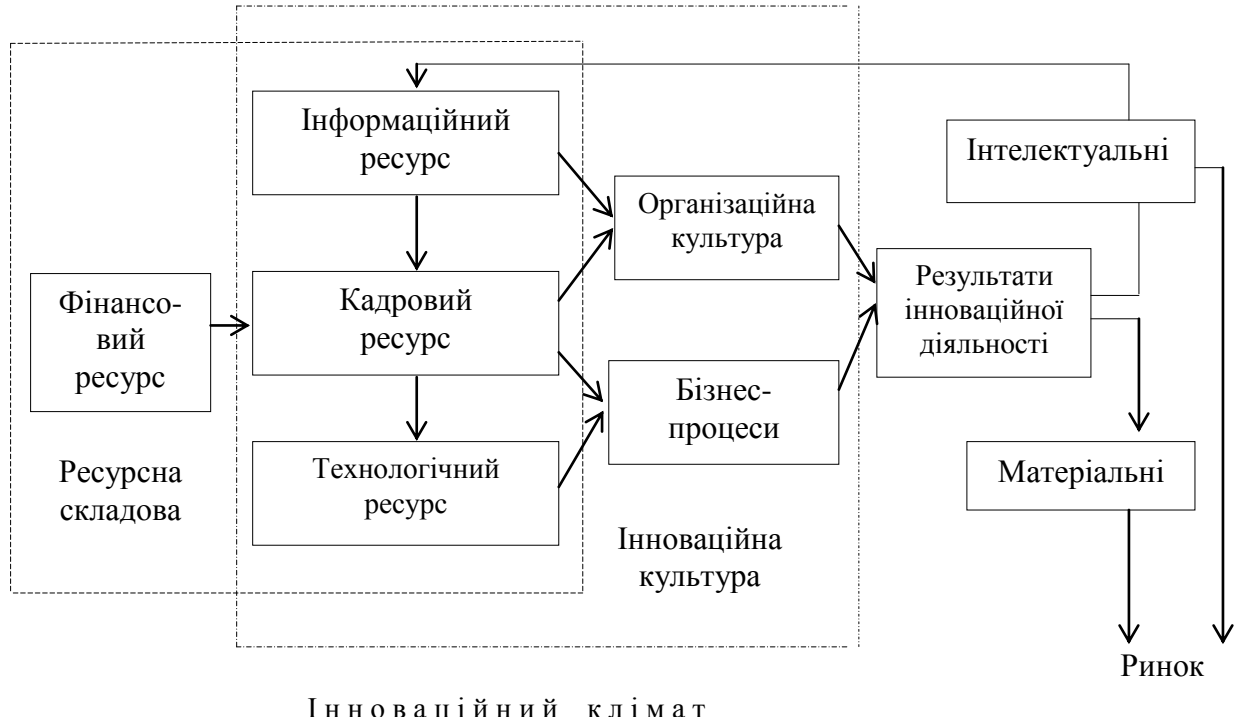 Інформаційний
ресурс
Інтелектуальні
Організаційна
культура
Фінансо-
вий
ресурс
Кадровий
ресурс
Результати
інноваційної
діяльності
Бізнес-
процеси
Ресурсна
складова
Технологічний
ресурс
Матеріальні
Інноваційна
культура
Ринок
Інноваційний клімат